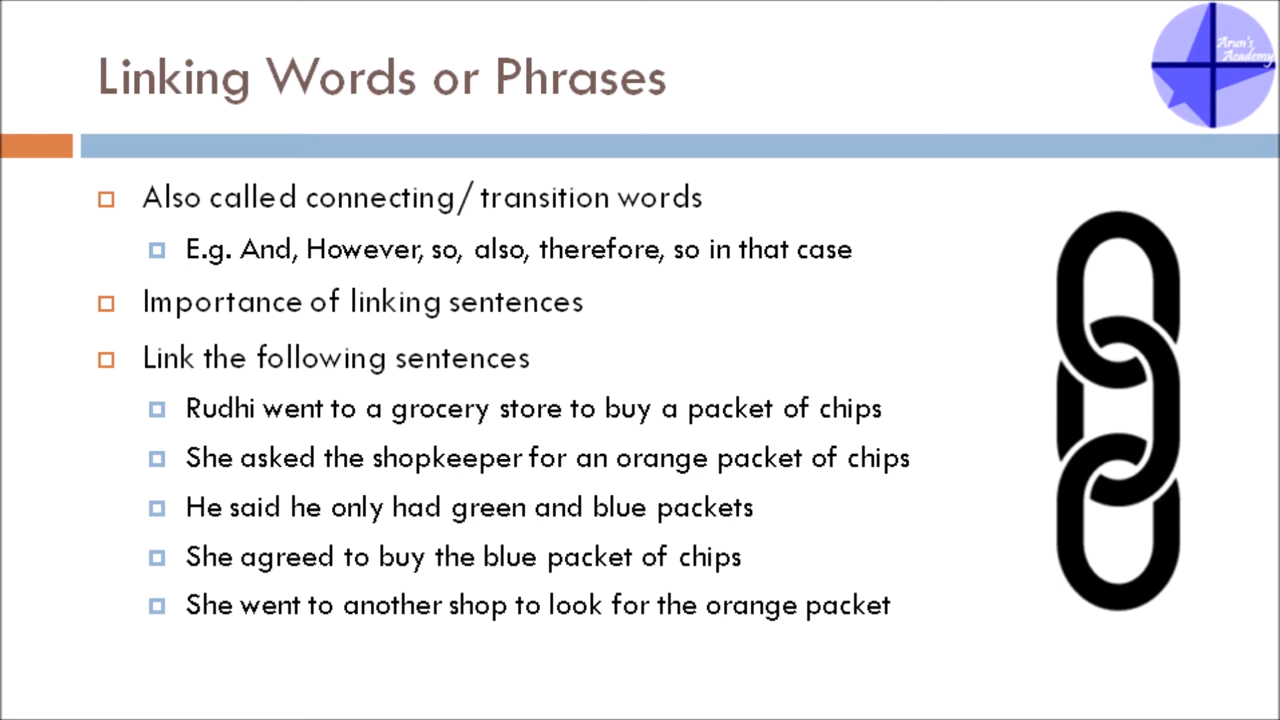 Linking Words or Phrases
Arun's
Academy
Also called connecting/ transition words
E.g. And, However, so, also, therefore, so in that case
Importance of linking sentences
Link the following sentences
Rudhi went to a grocery store to buy a packet of chips
She asked the shopkeeper for an orange packet of chips
He said he only had green and blue packets
She agreed to buy the blue packet of chips
She went to another shop to look for the orange packet